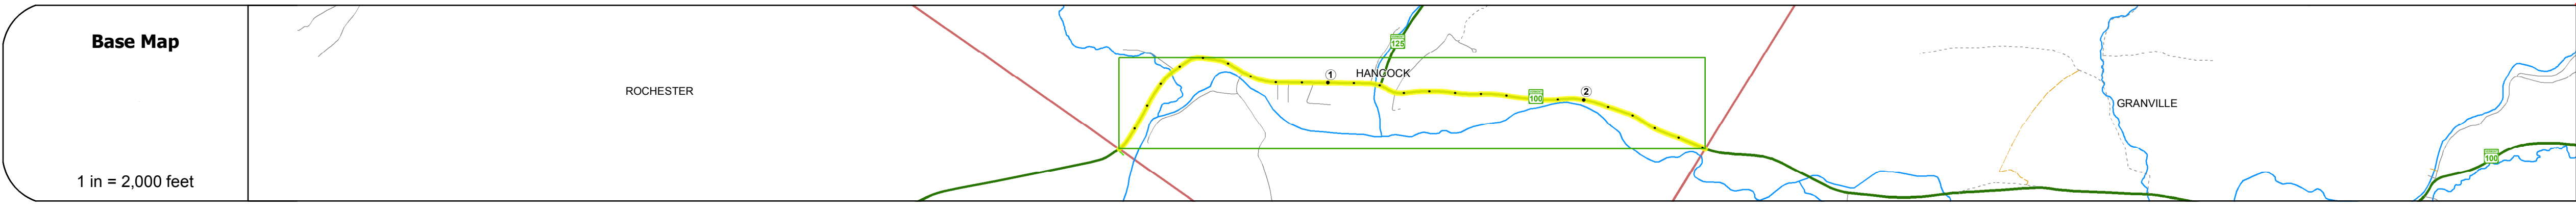 Base Map
1 in = 2,000 feet
ROCHESTER
125
HANCOCK
1
100
2
GRANVILLE
100